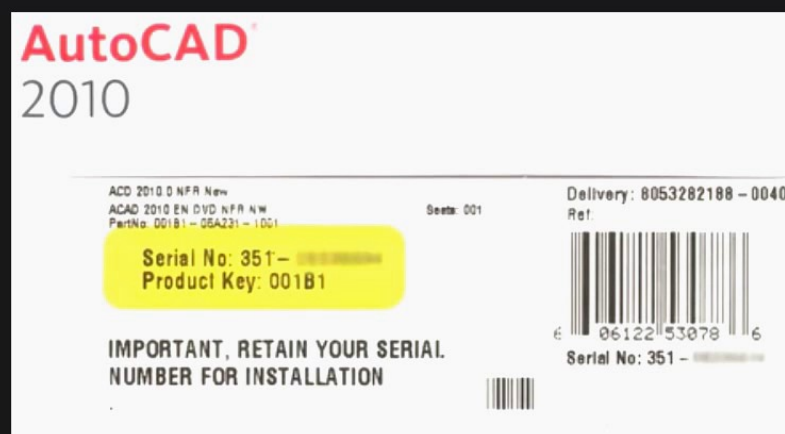 AutoCAD
2010
ACD 2010.0 NFR New
ACAD 2010 EN DVD NFR NW
PartNo: 001B1 - 05A231 - 1001
Seats: 001
Serial No: 351-
Product Key: 001B1
IMPORTANT, RETAIN YOUR SERIAL
NUMBER FOR INSTALLATION
Delivery: 8053282188 - 0040
Ref:
6 06122 53078 6
Serial No: 351 -